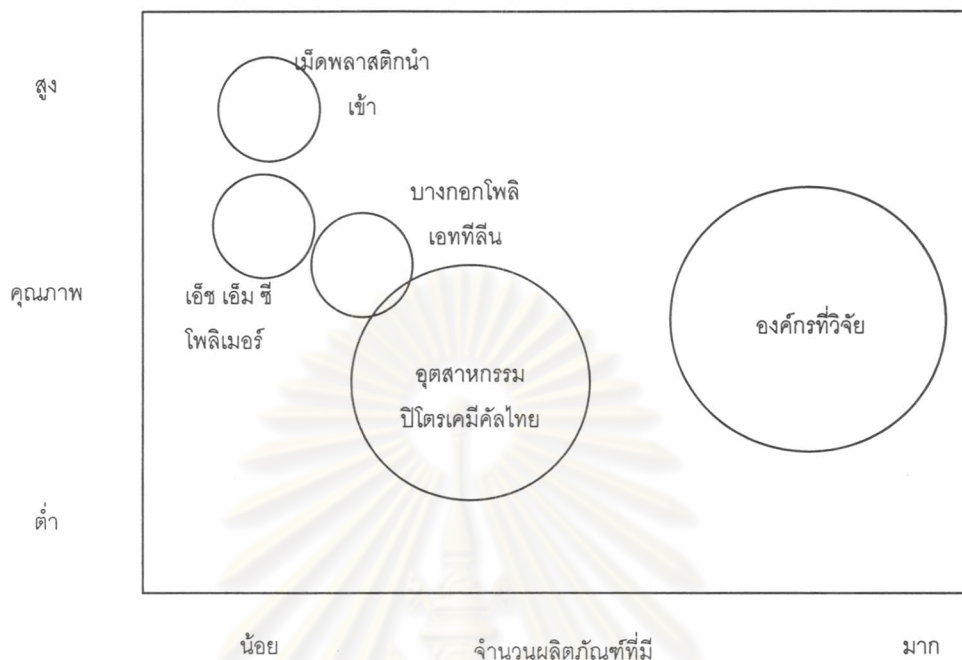 เม็ดพลาสติกนำ
เข้า
สูง
บางกอกโพลิ
เอททีลีน
คุณภาพ
เอ็ช เอ็ม ซี
โพลิเมอร์
องค์กรที่วิจัย
อุตสาหกรรม
ปิโตรเคมีคัลไทย
ต่ำ
น้อย จำนวนผลิตภัณฑ์ที่มี มาก